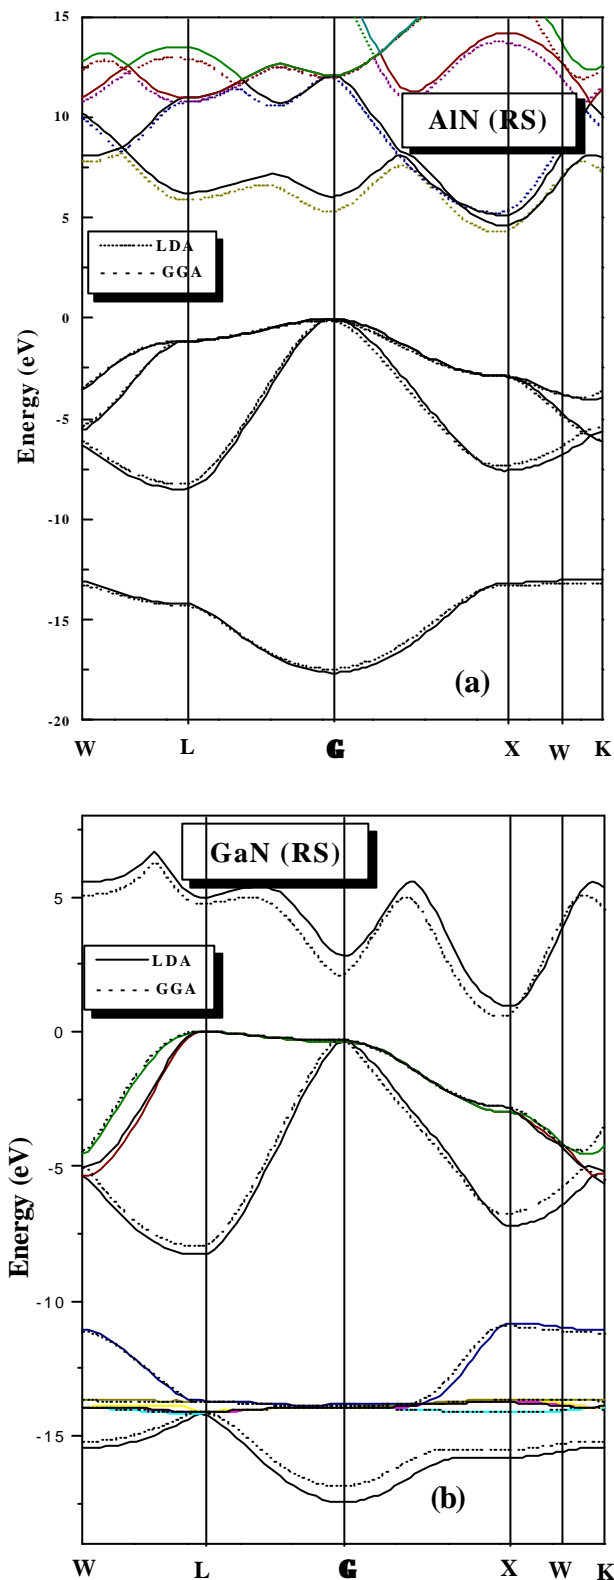 15
10
5
0
-5
-10
-15
-20
Energy (eV)
AlN (RS)
LDA
GGA
(a)
W L G X W K
5
0
-5
-10
-15
Energy (eV)
GaN (RS)
LDA
GGA
(b)
W L G X W K